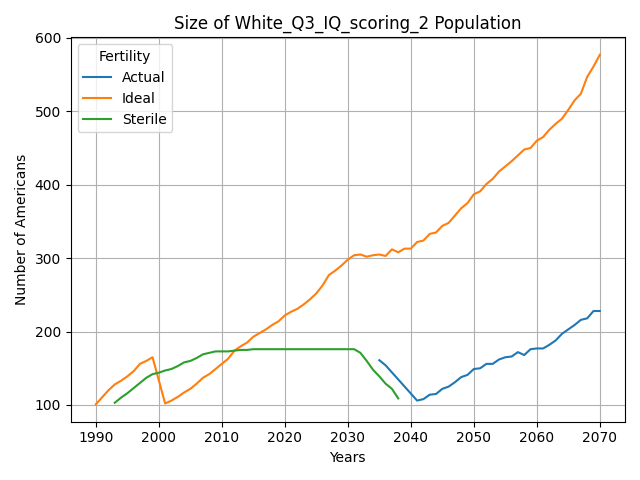 Size of White_Q3_IQ_scoring_2 Population
600
500
400
300
200
100
Number of Americans
Fertility
Actual
Ideal
Sterile
1990 2000 2010 2020 2030 2040 2050 2060 2070
Years